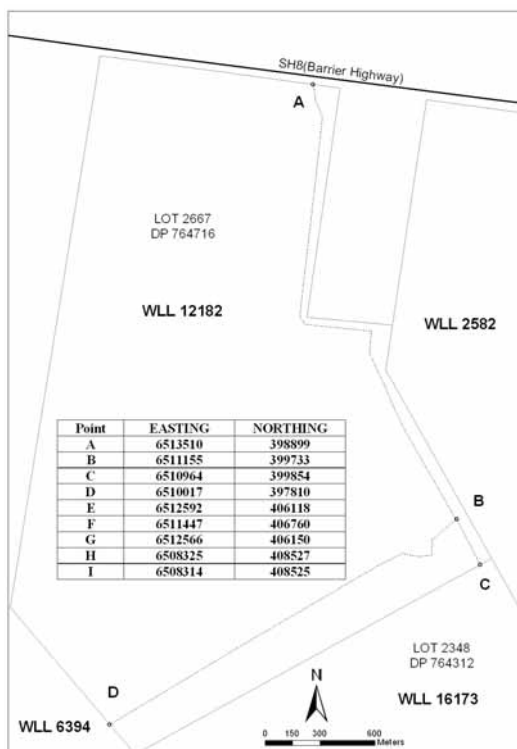 SH8(Barrier Highway)
A
LOT 2667
DP 764716
WLL 12182
WLL 2582
Point EASTING NORTHING
A 6513510 398899
B 6511155 399733
C 6510964 399854
D 6510017 397810
E 6512592 406118
F 6511447 406760
G 6512566 406150
H 6508325 408527
I 6508314 408525
B
C
LOT 2348
DP 764312
WLL 16173
D
WLL 6394
N
0 150 300 600
Meters